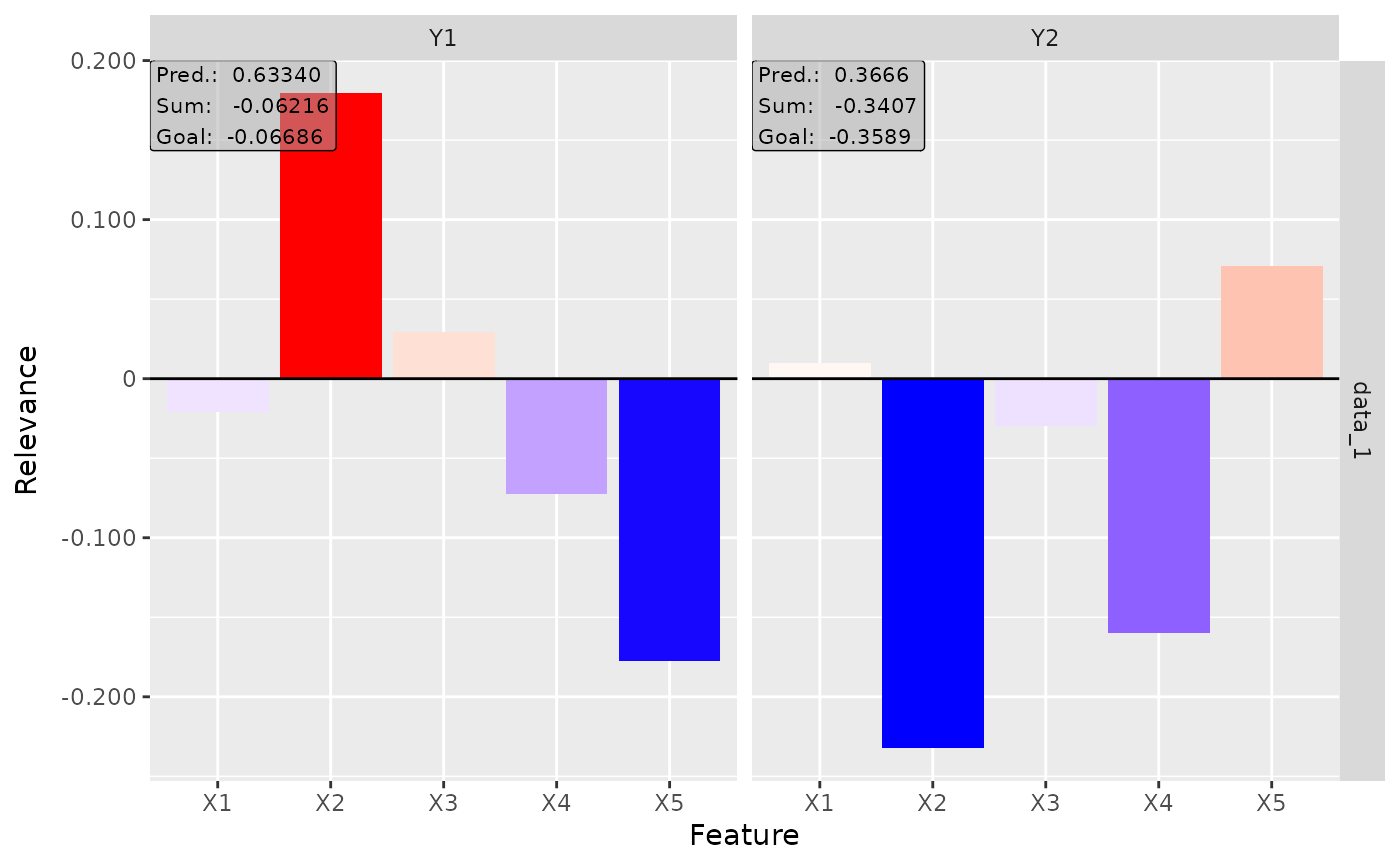 Y1
Y2
0.200
0.100
0
-0.100
-0.200
Relevance
Pred.: 0.63340
Sum: -0.06216
Goal: -0.06686
Pred.: 0.3666
Sum: -0.3407
Goal: -0.3589
data_1
X1 X2 X3 X4 X5
X1 X2 X3 X4 X5
Feature